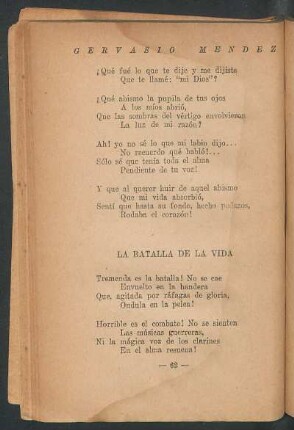 GERVASIO MENDEZ
¿Qué fué lo que te dije y me dijiste
Que te llamé: "mi Dios"?
¿Qué abismo la pupila de tus ojos
A los míos abrió,
Que las sombras del vértigo envolvieron
La luz de mi razón?
Ah! yo no sé lo que mi labio dijo...
No recuerdo qué habló!...
Sólo sé que tenía toda el alma
Pendiente de tu voz!
Y que al querer huir de aquel abismo
Que mi vida absorbió,
Sentí que hasta su fondo, hecho pedazos,
Rodaba el corazón!
LA BATALLA DE LA VIDA
Tremenda es la batalla! No se cae
Envuelto en la bandera
Que, agitada por ráfagas de gloria,
Ondula en la pelea!
Horrible es el combate! No se sienten
Las músicas guerreras,
Ni la mágica voz de los clarines
En el alma resuena!
— 62 —